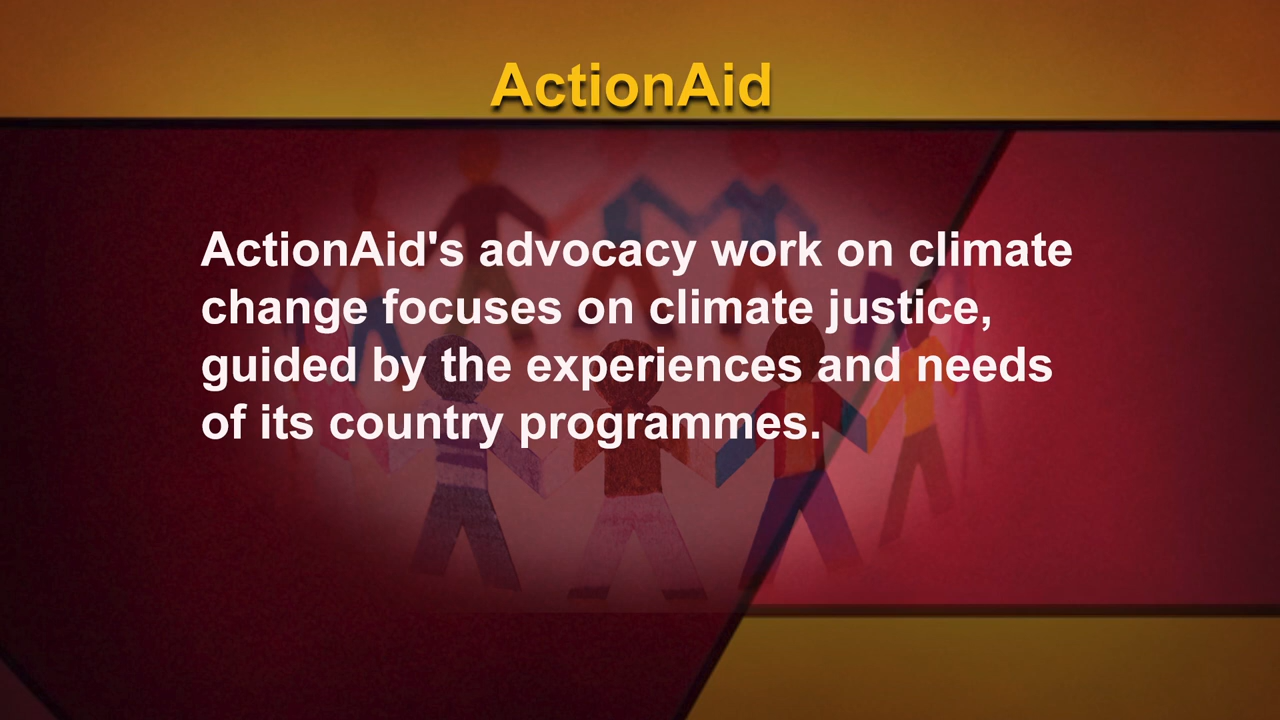 ActionAid
ActionAid's advocacy work on climate
change focuses on climate justice,
guided by the experiences and needs
of its country programmes.